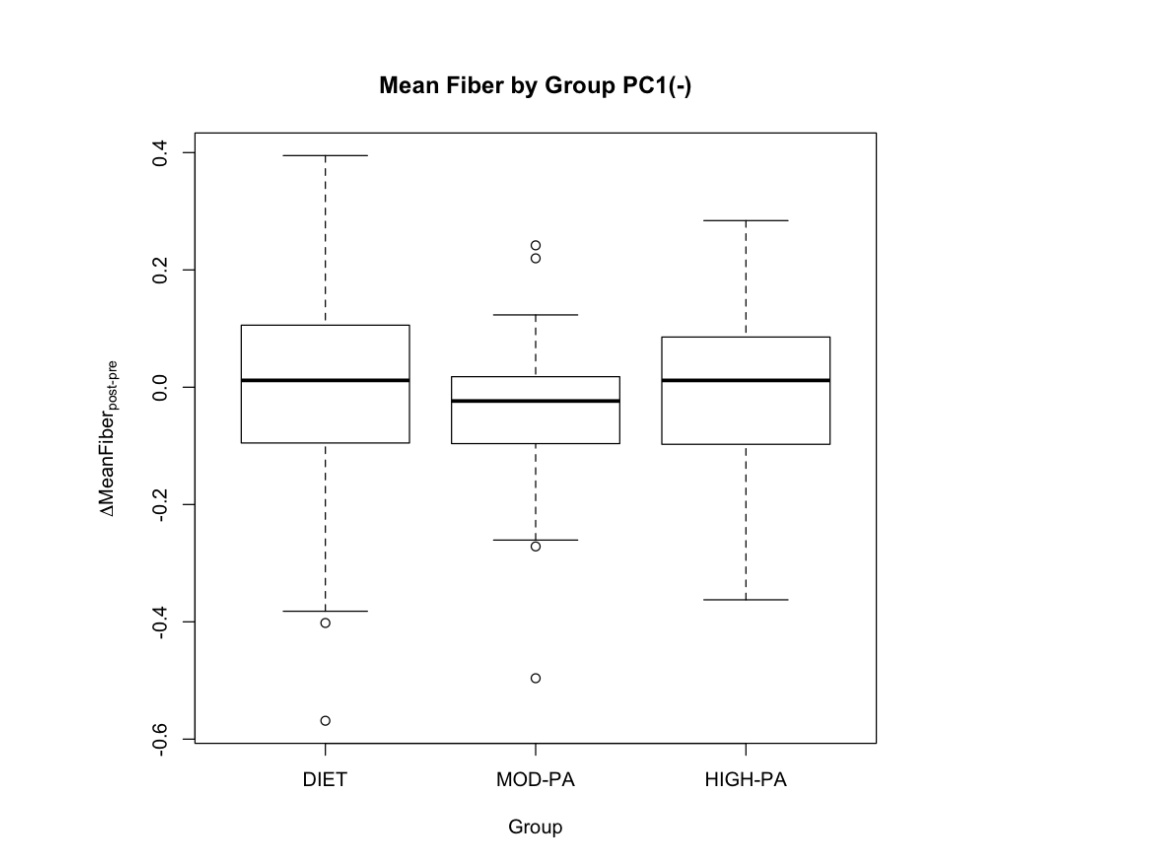 Mean Fiber by Group PC1(-)
ΔMeanFiberpost-pre
0.4
0.2
0.0
-0.2
-0.4
-0.6
DIET MOD-PA HIGH-PA
Group